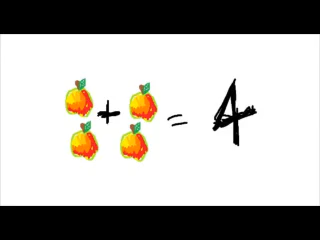 + = 4